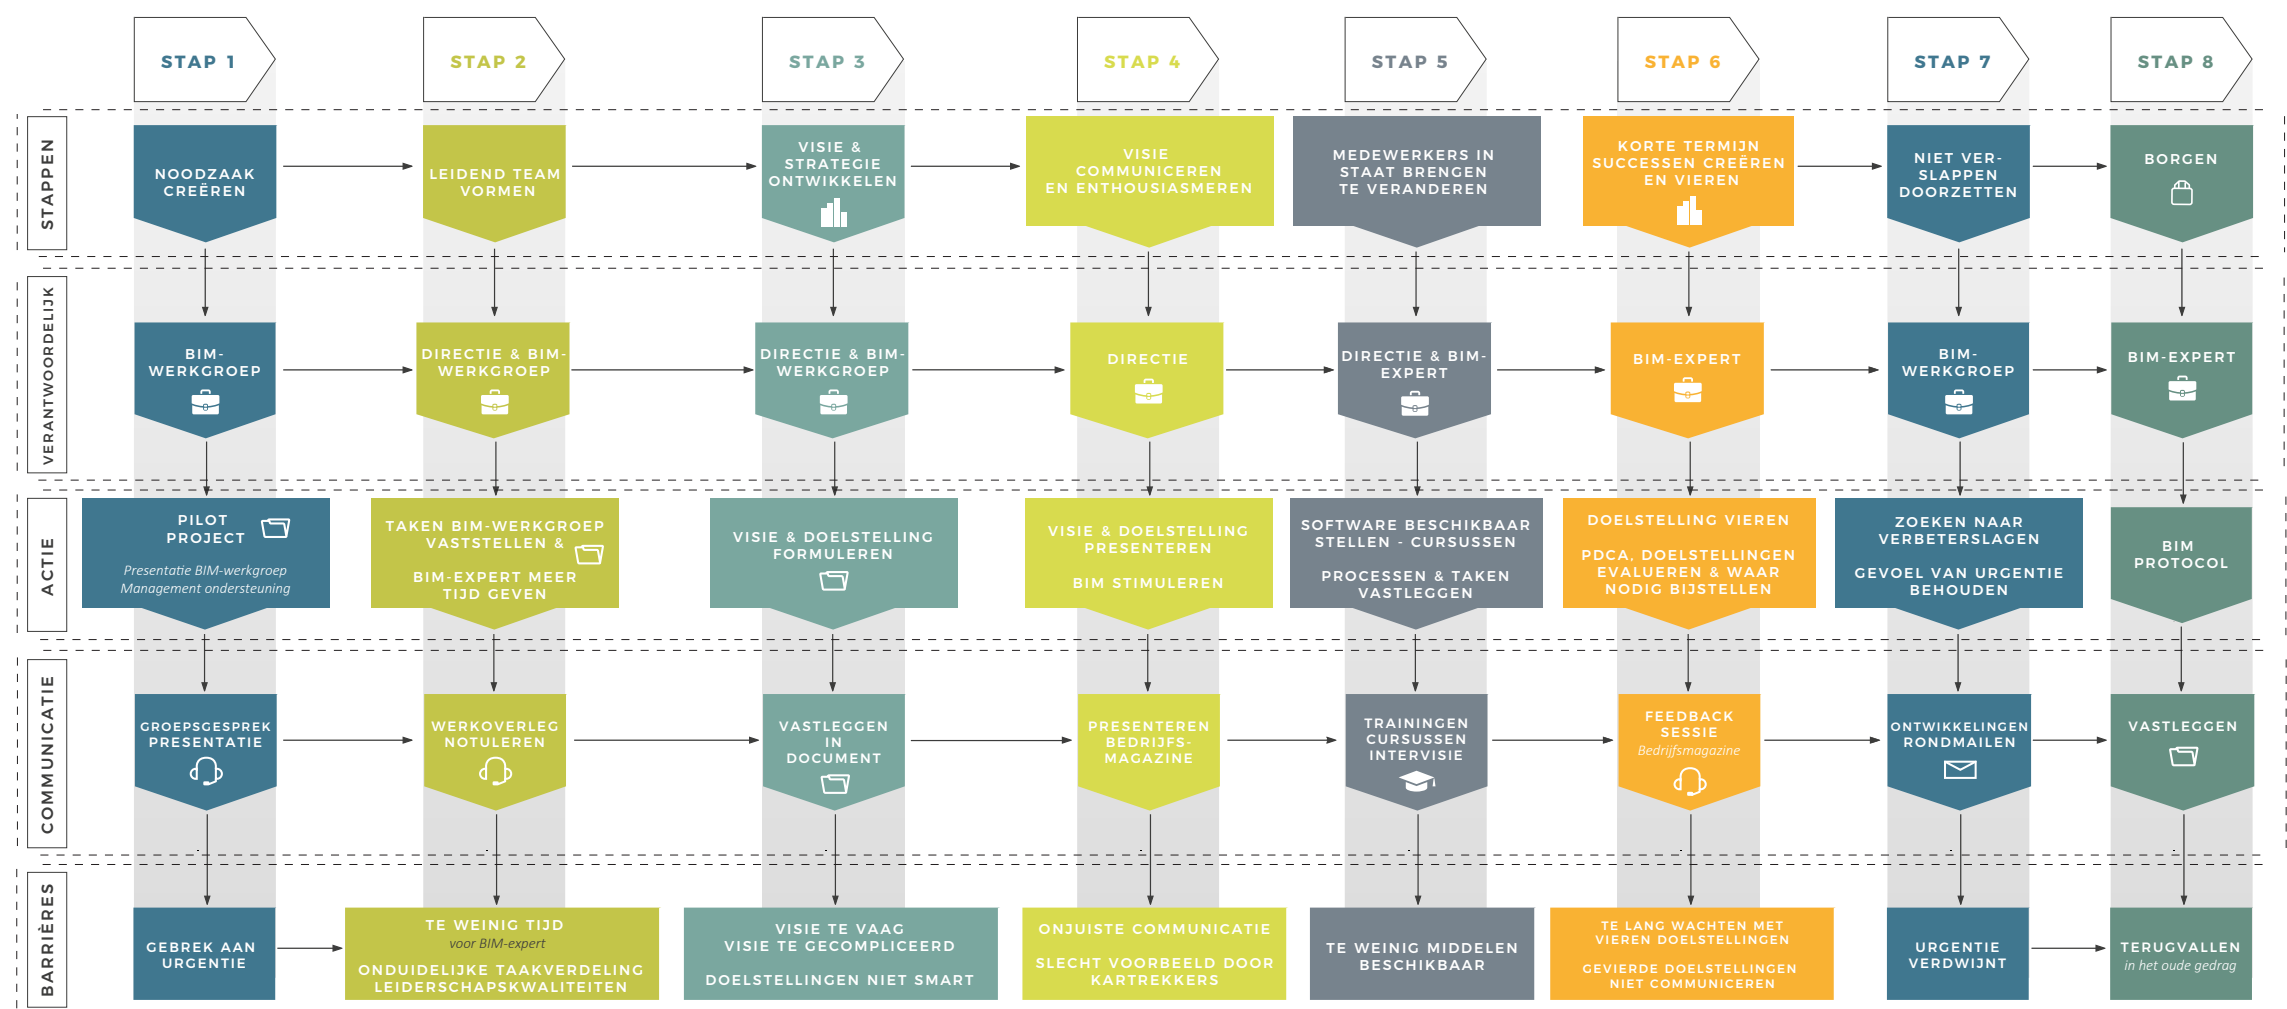 STAP 1
STAP 2
STAP 3
STAP 4
STAP 5
STAP 6
STAP 7
STAP 8
STAPPEN
NOODZAAK
CREËREN
LEIDEND TEAM
VORMEN
VISIE &
STRATEGIE
ONTWIKKELEN
VISIE
COMMUNICEREN
EN ENTHOUSIASMEREN
MEDEWERKERS IN
STAAT BRENGEN
TE VERANDEREN
KORTE TERMIJN
SUCCESSEN CREËREN
EN VIEREN
NIET VER-
SLAPPEN
DOORZETTEN
BORGEN
VERANTWOORDELIJK
BIM-
WERKGROEP
DIRECTIE & BIM-
WERKGROEP
DIRECTIE & BIM-
WERKGROEP
DIRECTIE
DIRECTIE & BIM-
EXPERT
BIM-EXPERT
BIM-
WERKGROEP
BIM-EXPERT
ACTIE
PILOT
PROJECT
Presentatie BIM-werkgroep
Management ondersteuning
TAKEN BIM-WERKGROEP
VASTSTELLEN &
BIM-EXPERT MEER
TIJD GEVEN
VISIE & DOELSTELLING
FORMULEREN
VISIE & DOELSTELLING
PRESENTEREN
BIM STIMULEREN
SOFTWARE BESCHIKBAAR
STELLEN - CURSUSSEN
PROCESSEN & TAKEN
VASTLEGGEN
DOELSTELLING VIEREN
PDCA, DOELSTELLINGEN
EVALUEREN & WAAR
NODIG BIJSTELLEN
ZOEKEN NAAR
VERBETERSLAGEN
GEVOEL VAN URGENTIE
BEHOUDEN
BIM
PROTOCOL
COMMUNICATIE
GROEPSGESPREK
PRESENTATIE
WERKOVERLEG
NOTULEREN
VASTLEGGEN
IN
DOCUMENT
PRESENTEREN
BEDRIJFS-
MAGAZINE
TRAININGEN
CURSUSSEN
INTERVISIE
FEEDBACK
SESSIE
Bedrijfsmagazine
ONTWIKKELINGEN
RONDMAILEN
VASTLEGGEN
BARRIÈRES
GEBREK AAN
URGENTIE
TE WEINIG TIJD
voor BIM-expert
ONDUIDELIJKE TAAKVERDELING
LEIDERSCHAPSKWALITEITEN
VISIE TE VAAG
VISIE TE GECOMPLICEERD
DOELSTELLINGEN NIET SMART
ONJUISTE COMMUNICATIE
SLECHT VOORBEELD DOOR
KARTREKKERS
TE WEINIG MIDDELEN
BESCHIKBAAR
TE LANG WACHTEN MET
VIEREN DOELSTELLINGEN
GEVIERDE DOELSTELLINGEN
NIET COMMUNICEREN
URGENTIE
VERDWIJNT
TERUGVALLEN
in het oude gedrag